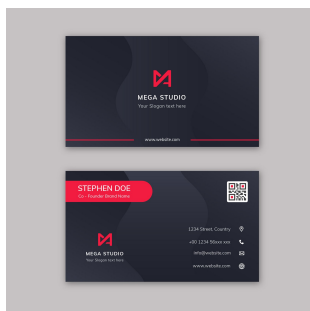 MEGA STUDIO
Your Slogan text here
www.website.com
STEPHEN DOE
Co - Founder Brand Name
1234 Street, Country
+00 1234 56xxx xxx
info@website.com
www.website.com
MEGA STUDIO
Your Slogan text here